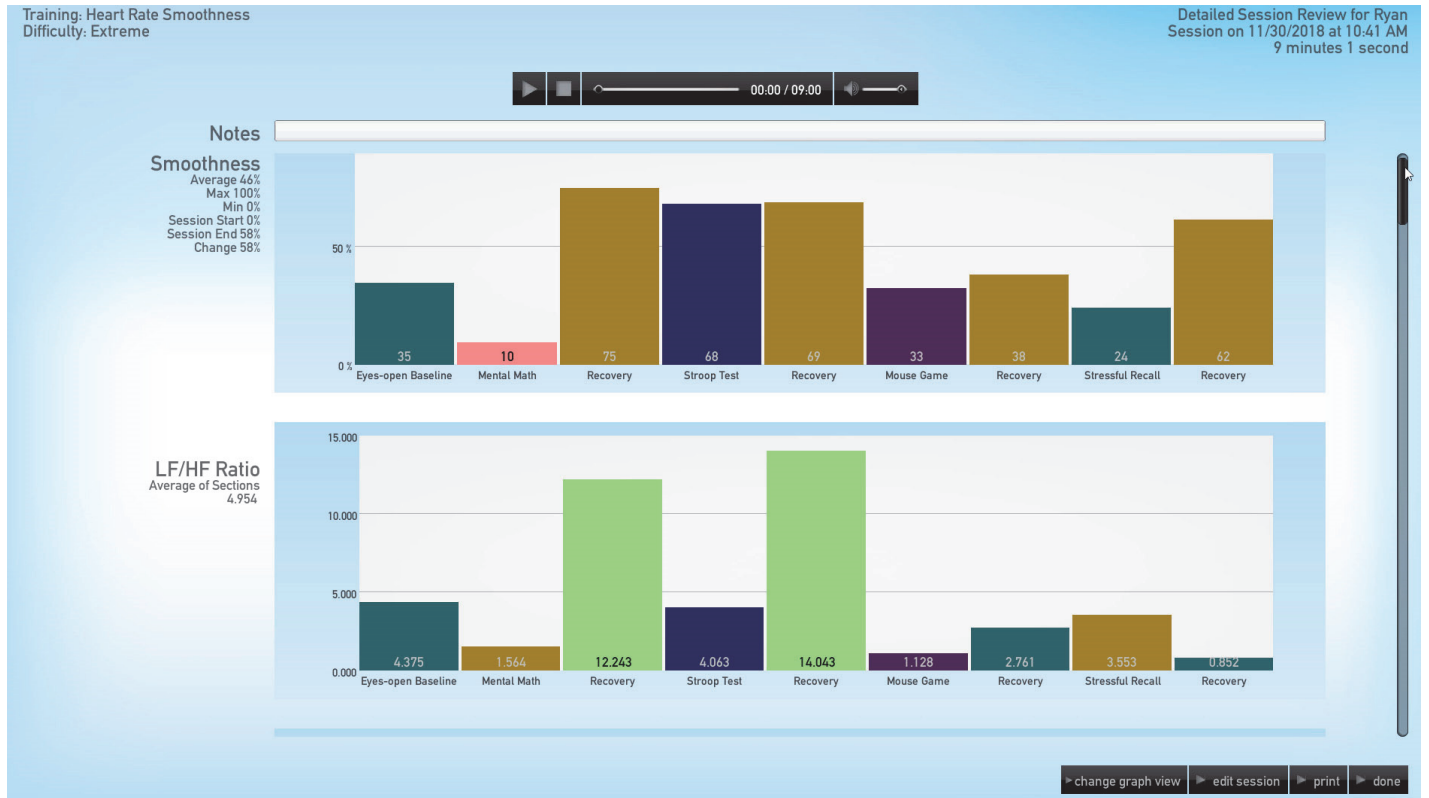 Training: Heart Rate Smoothness
Difficulty: Extreme
Detailed Session Review for Ryan
Session on 11/30/2018 at 10:41 AM
9 minutes 1 second
00:00 / 09:00
Notes
Smoothness
Average 46%
Max 100%
Min 0%
Session Start 0%
Session End 58%
Change 58%
50 %
0 %
35 10 75 68 69 33 38 24 62
Eyes-open Baseline Mental Math Recovery Stroop Test Recovery Mouse Game Recovery Stressful Recall Recovery
LF/HF Ratio
Average of Sections
4.954
15.000
10.000
5.000
0.000
4.375 1.564 12.243 4.063 14.043 1.128 2.761 3.553 0.852
Eyes-open Baseline Mental Math Recovery Stroop Test Recovery Mouse Game Recovery Stressful Recall Recovery
change graph view edit session print done